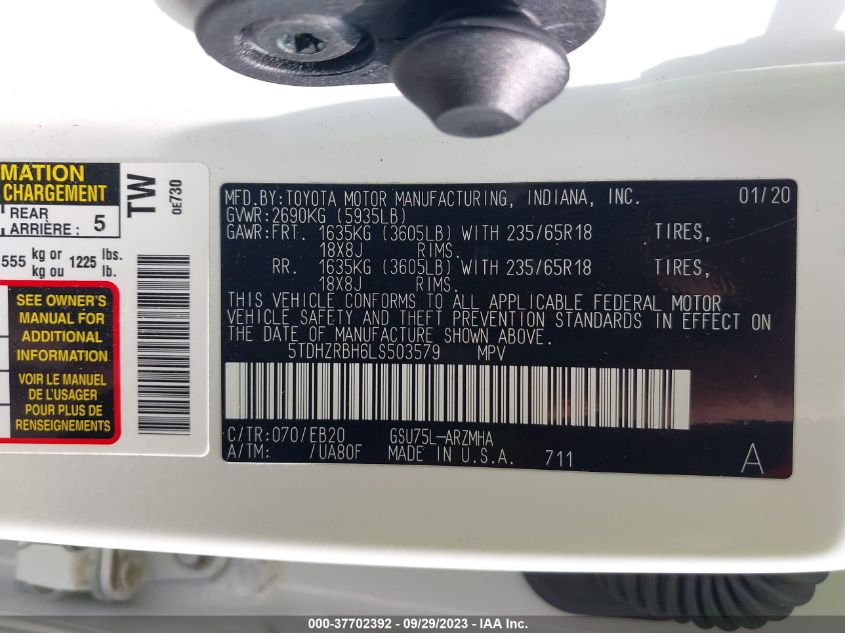 MATION
CHARGEMENT
REAR
ARRIÈRE : 5
555 kg or 1225 lbs.
kg ou lb.
SEE OWNER'S
MANUAL FOR
ADDITIONAL
INFORMATION
VOIR LE MANUEL
DE L'USAGER
POUR PLUS DE
RENSEIGNEMENTS
TW
0E730
MFD.BY:TOYOTA MOTOR MANUFACTURING, INDIANA, INC. 01/20
GVWR:2690KG (5935LB)
GAWR:FRT. 1635KG (3605LB) WITH 235/65R18 TIRES,
18X8J RIMS.
RR. 1635KG (3605LB) WITH 235/65R18 TIRES,
18X8J RIMS.
THIS VEHICLE CONFORMS TO ALL APPLICABLE FEDERAL MOTOR
VEHICLE SAFETY AND THEFT PREVENTION STANDARDS IN EFFECT ON
THE DATE OF MANUFACTURE SHOWN ABOVE.
5TDHZRBH6LS503579 MPV
C/TR:070/EB20 GSU75L-ARZMHA
A/TM: /UA80F MADE IN U.S.A. 711 A
000-37702392 - 09/29/2023 - IAA Inc.